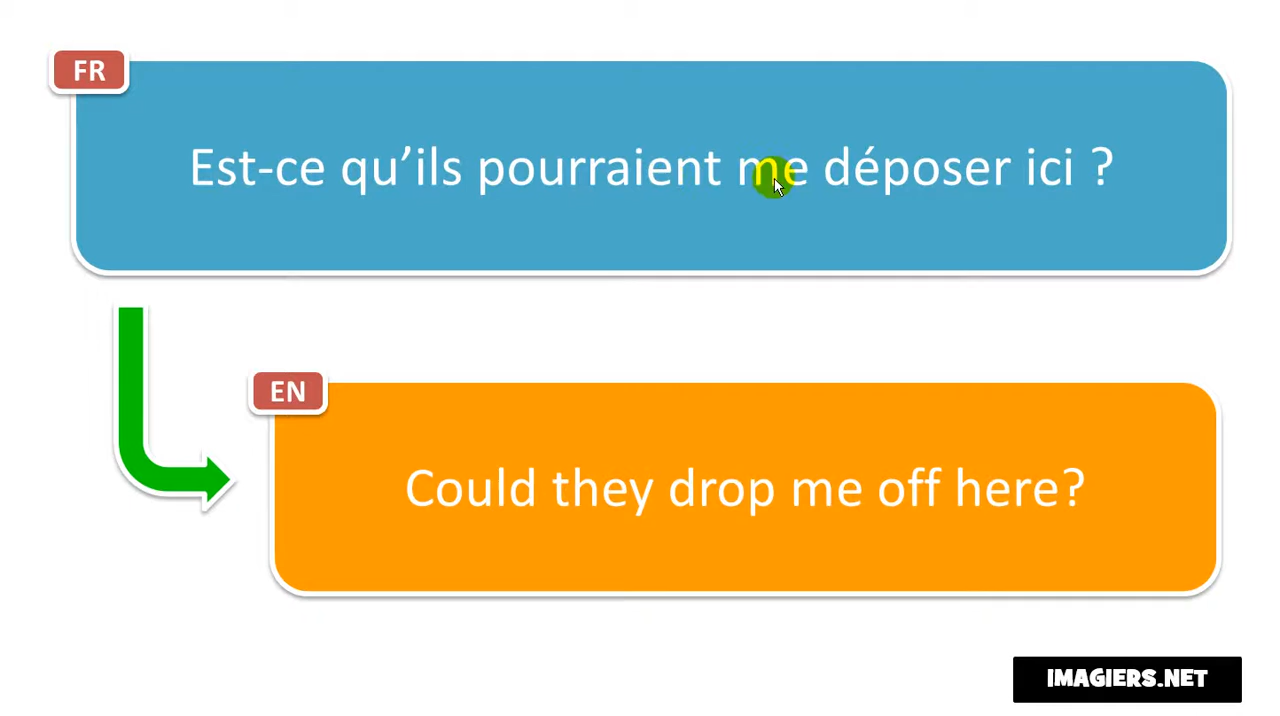 FR
Est-ce qu’ils pourraient me déposer ici ?
EN
Could they drop me off here?
IMAGIERS.NET